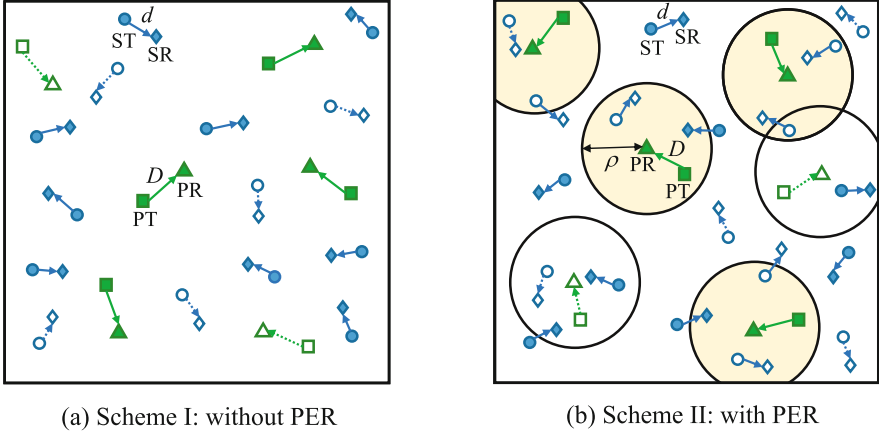 d
ST
SR
D
PR
PT
(a) Scheme I: without PER
d
ST
SR
D
ρ
PR
PT
(b) Scheme II: with PER